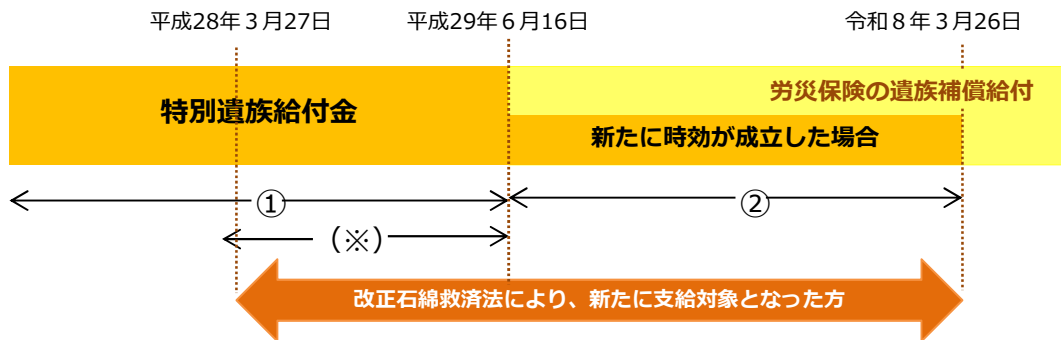 平成28年３月27日
平成29年６月16日
令和８年３月26日
特別遺族給付金
労災保険の遺族補償給付
新たに時効が成立した場合
①
②
（※）
改正石綿救済法により、新たに支給対象となった方